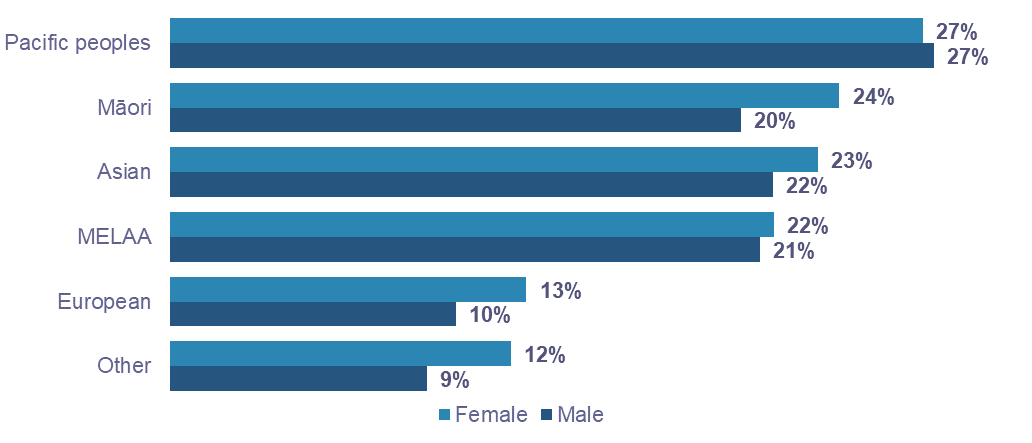 Pacific peoples
27%
27%
Māori
24%
20%
Asian
23%
22%
MELAA
22%
21%
European
13%
10%
Other
12%
9%
Female Male